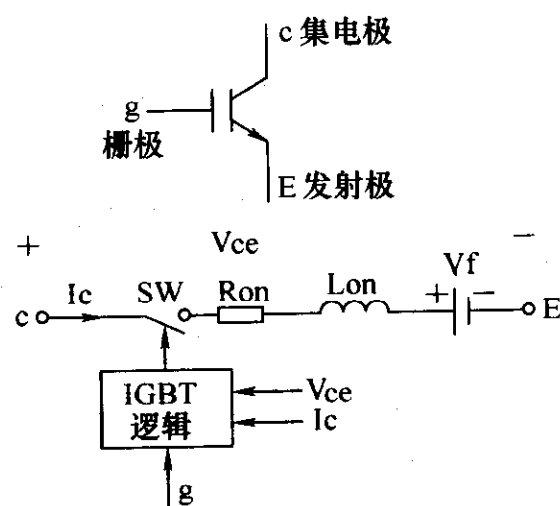 c 集电极
g
栅极
E 发射极
+ Vce −
c Ic SW Ron Lon + Vf − E
IGBT
逻辑
Vce
Ic
g